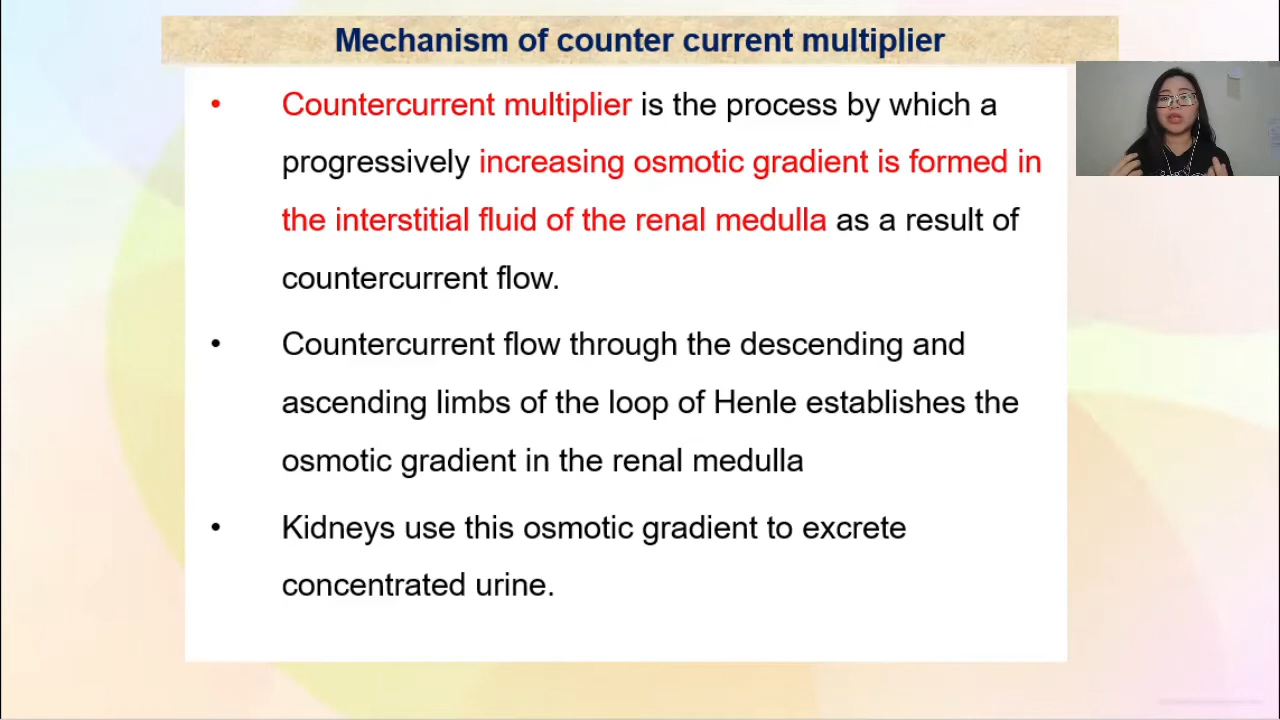 Mechanism of counter current multiplier
• Countercurrent multiplier is the process by which a
progressively increasing osmotic gradient is formed in
the interstitial fluid of the renal medulla as a result of
countercurrent flow.
• Countercurrent flow through the descending and
ascending limbs of the loop of Henle establishes the
osmotic gradient in the renal medulla
• Kidneys use this osmotic gradient to excrete
concentrated urine.